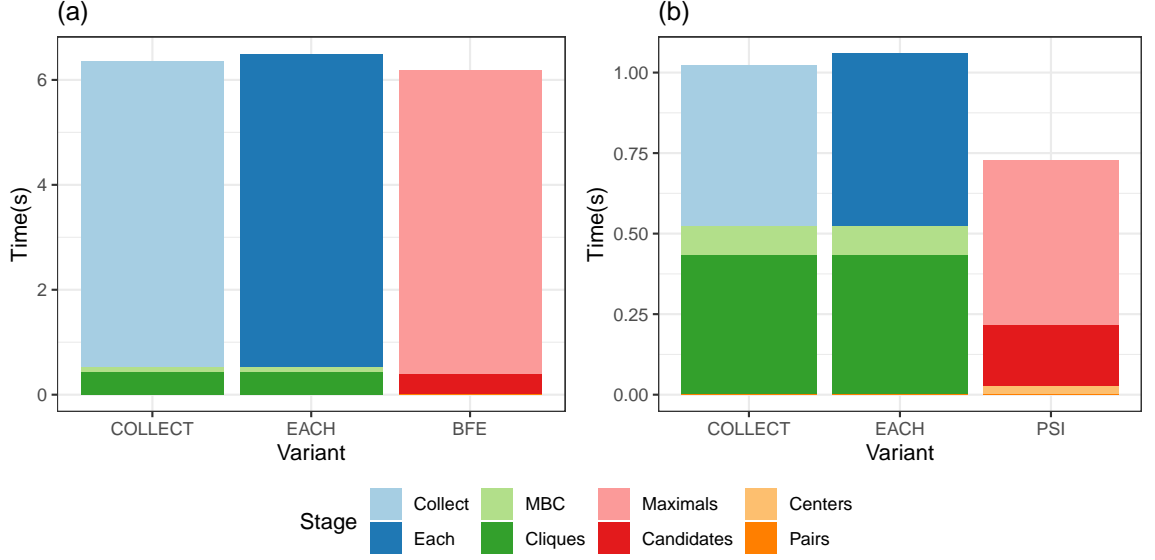 (a)
Time(s)
6
4
2
0
COLLECT EACH BFE
Variant
(b)
Time(s)
1.00
0.75
0.50
0.25
0.00
COLLECT EACH PSI
Variant
Stage
Collect MBC Maximals Centers
Each Cliques Candidates Pairs